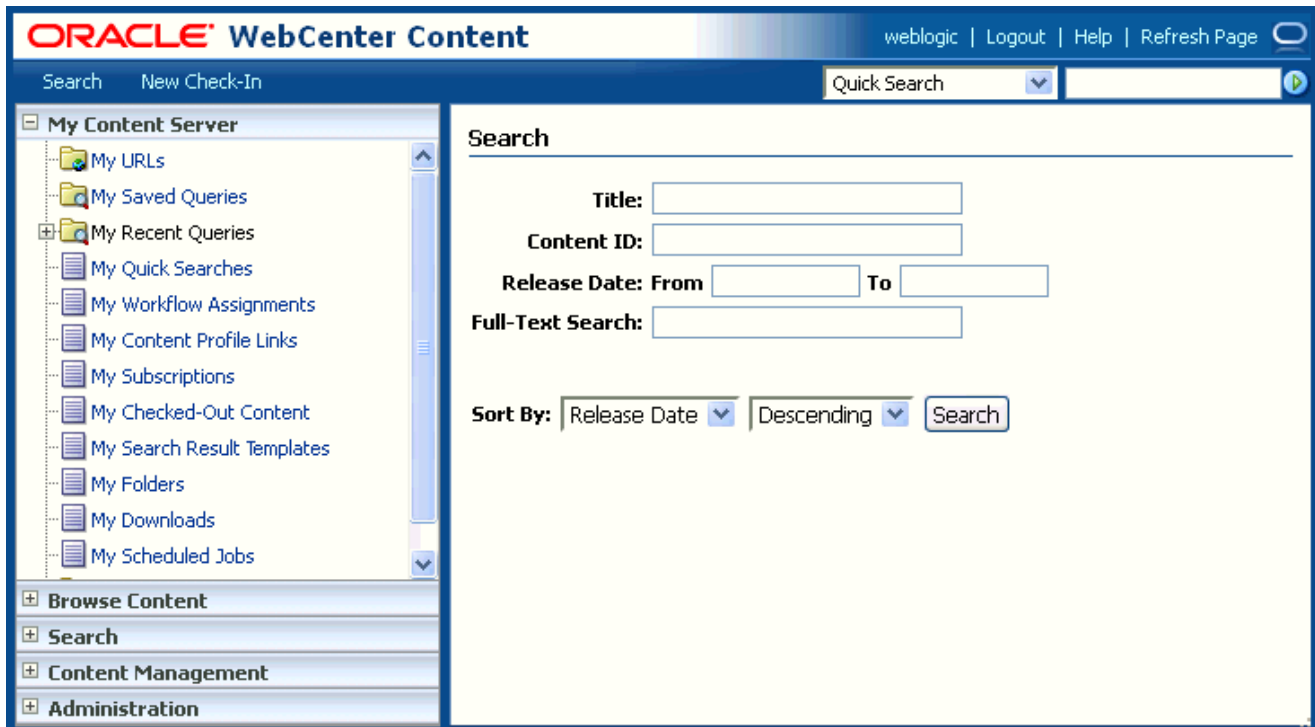 ORACLE WebCenter Content
weblogic | Logout | Help | Refresh Page
Search New Check-In
Quick Search
My Content Server
My URLs
My Saved Queries
My Recent Queries
My Quick Searches
My Workflow Assignments
My Content Profile Links
My Subscriptions
My Checked-Out Content
My Search Result Templates
My Folders
My Downloads
My Scheduled Jobs
Browse Content
Search
Content Management
Administration
Search
Title:
Content ID:
Release Date: From To
Full-Text Search:
Sort By: Release Date Descending Search